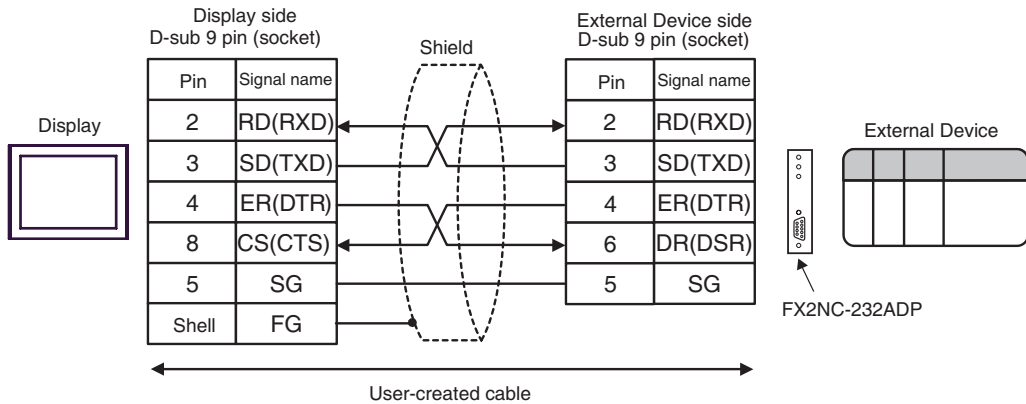 Display side
D-sub 9 pin (socket)
Shield
External Device side
D-sub 9 pin (socket)
Pin Signal name
Pin Signal name
Display
2 RD(RXD)
2 RD(RXD)
External Device
3 SD(TXD)
3 SD(TXD)
4 ER(DTR)
4 ER(DTR)
8 CS(CTS)
6 DR(DSR)
5 SG
5 SG
FX2NC-232ADP
Shell FG
User-created cable